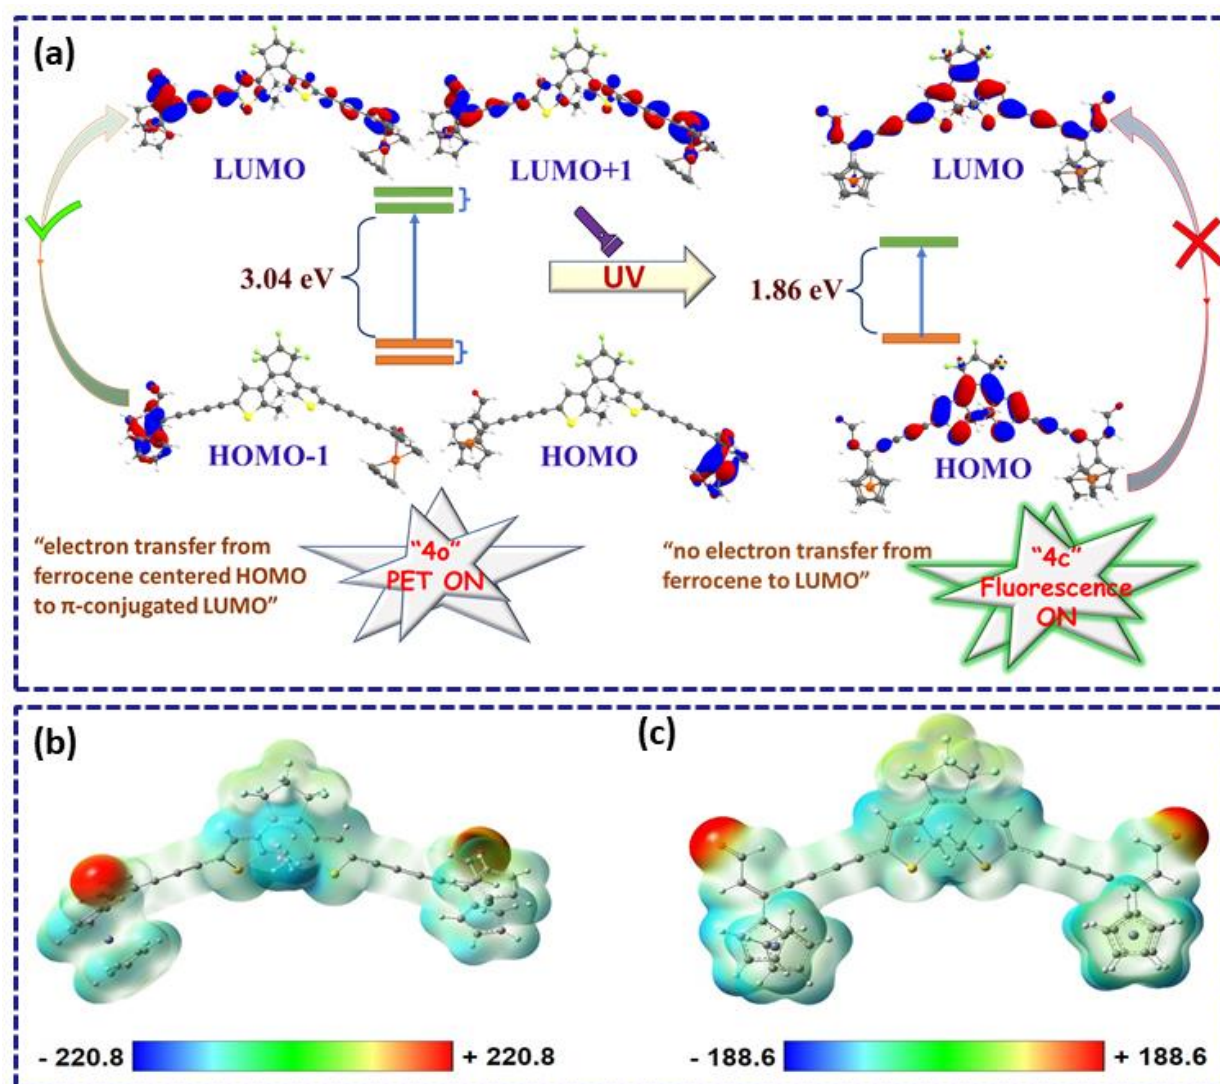 (a)
LUMO
LUMO+1
LUMO
3.04 eV
UV
1.86 eV
HOMO-1
HOMO
HOMO
“electron transfer from
ferrocene centered HOMO
to π-conjugated LUMO”
“4o”
PET ON
“no electron transfer from
ferrocene to LUMO”
“4c”
Fluorescence
ON
(b)
(c)
- 220.8
+ 220.8
- 188.6
+ 188.6